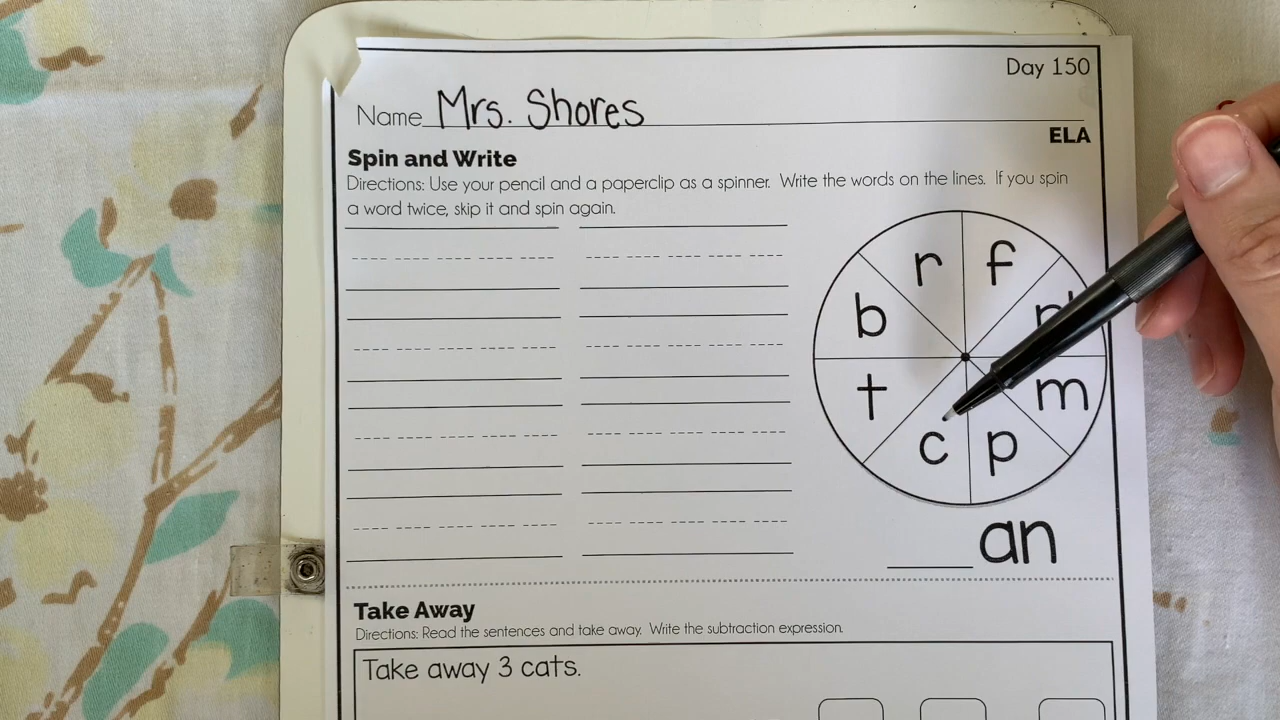 Day 150
Name Mrs. Shores
ELA
Spin and Write
Directions: Use your pencil and a paperclip as a spinner. Write the words on the lines. If you spin
a word twice, skip it and spin again.
r f
b
t m
c p
an
Take Away
Directions: Read the sentences and take away. Write the subtraction expression.
Take away 3 cats.